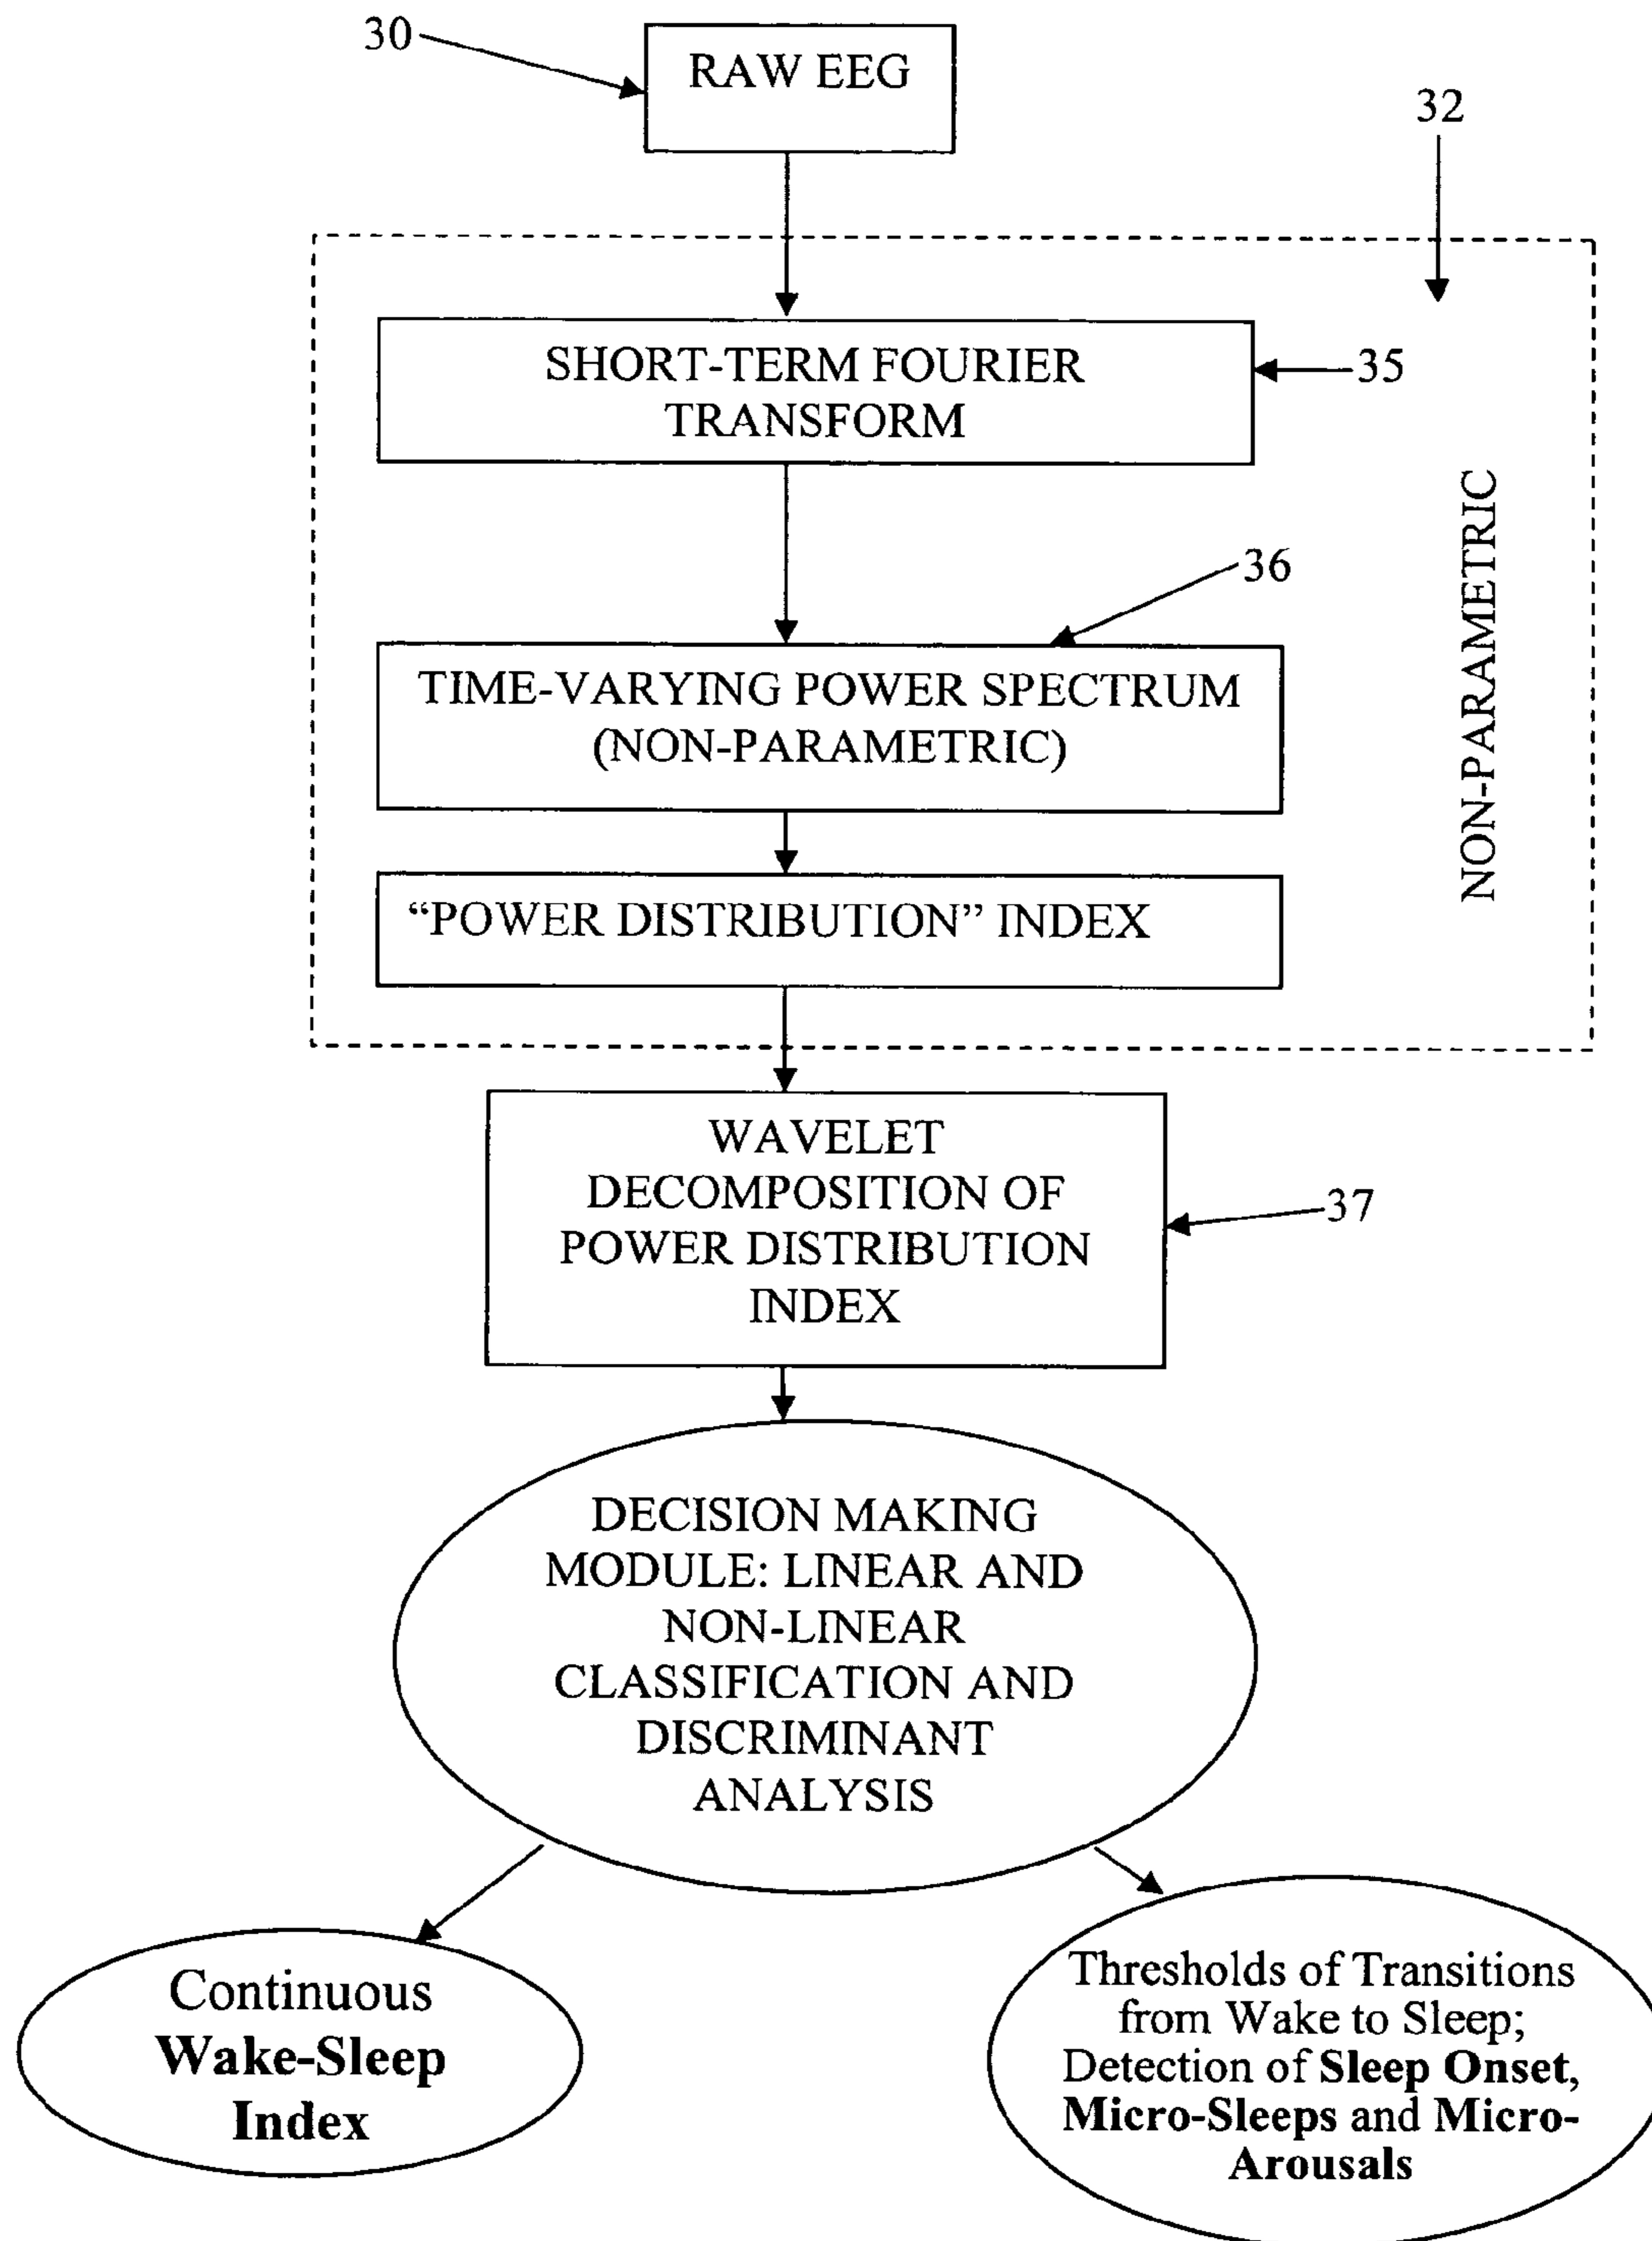 30
RAW EEG
32
SHORT-TERM FOURIER
TRANSFORM
35
36
TIME-VARYING POWER SPECTRUM
(NON-PARAMETRIC)
NON-PARAMETRIC
“POWER DISTRIBUTION” INDEX
WAVELET
DECOMPOSITION OF
POWER DISTRIBUTION
INDEX
37
DECISION MAKING
MODULE: LINEAR AND
NON-LINEAR
CLASSIFICATION AND
DISCRIMINANT
ANALYSIS
Continuous
Wake-Sleep
Index
Thresholds of Transitions
from Wake to Sleep;
Detection of Sleep Onset,
Micro-Sleeps and Micro-
Arousals